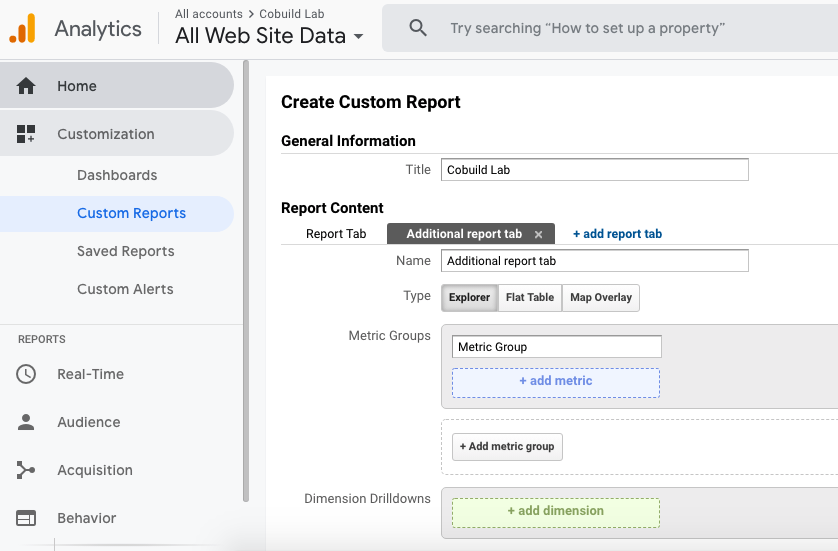 Analytics
All accounts > Cobuild Lab
All Web Site Data
Try searching “How to set up a property”
Home
Customization
Dashboards
Custom Reports
Saved Reports
Custom Alerts
REPORTS
Real-Time
Audience
Acquisition
Behavior
Create Custom Report
General Information
Title Cobuild Lab
Report Content
Report Tab Additional report tab × + add report tab
Name Additional report tab
Type Explorer Flat Table Map Overlay
Metric Groups
Metric Group
+ add metric
+ Add metric group
Dimension Drilldowns
+ add dimension